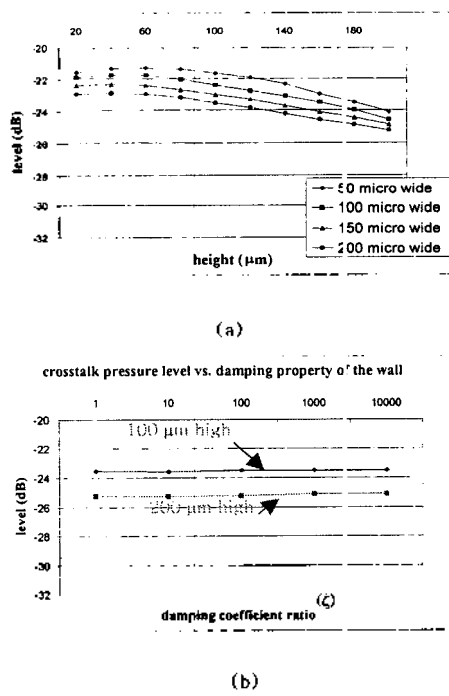 20 60 100 140 180
-20
-22
-24
-26
-28
-30
-32
level (dB)
height (µm)
50 micro wide
100 micro wide
150 micro wide
200 micro wide
(a)
crosstalk pressure level vs. damping property of the wall
1 10 100 1000 10000
-20
-22
-24
-26
-28
-30
-32
level (dB)
100 µm high
200 µm high
damping coefficient ratio (ζ)
(b)